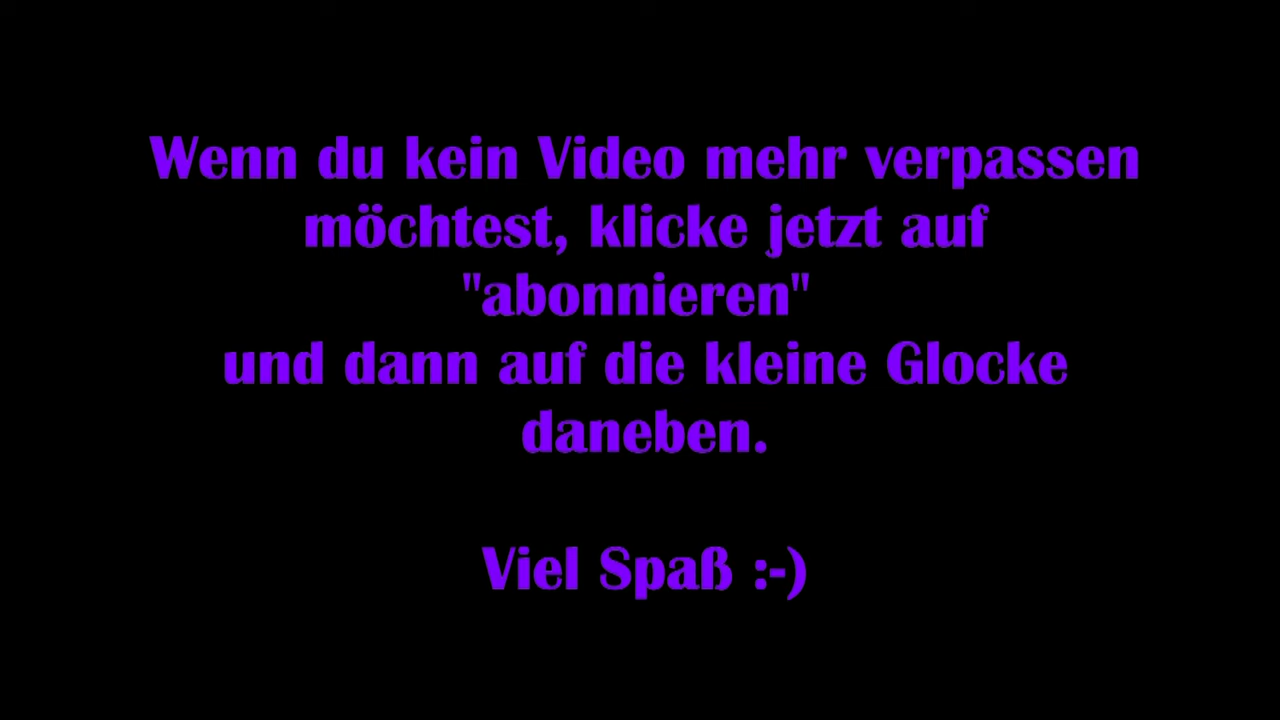 Wenn du kein Video mehr verpassen
möchtest, klicke jetzt auf
"abonnieren"
und dann auf die kleine Glocke
daneben.
Viel Spaß :-)